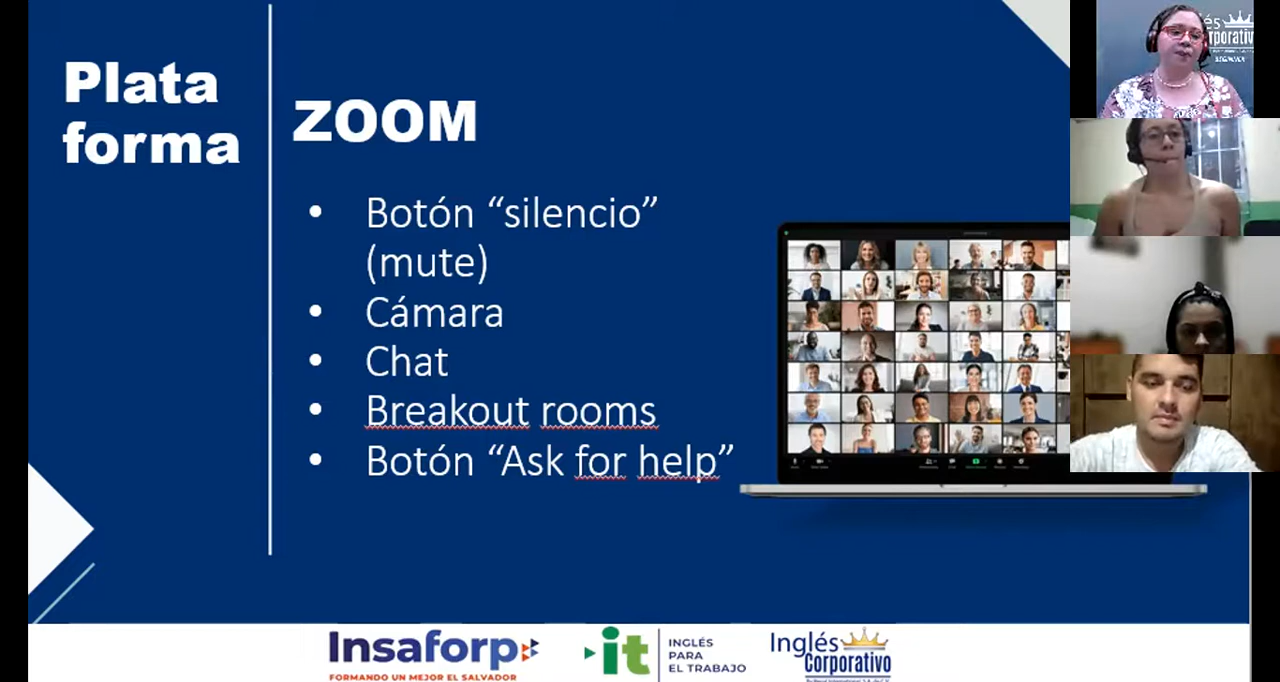 Plata
forma
ZOOM
• Botón “silencio”
(mute)
• Cámara
• Chat
• Breakout rooms
• Botón “Ask for help”
Insaforp
FORMANDO UN MEJOR EL SALVADOR
it
INGLÉS
PARA
EL TRABAJO
Inglés
Corporativo